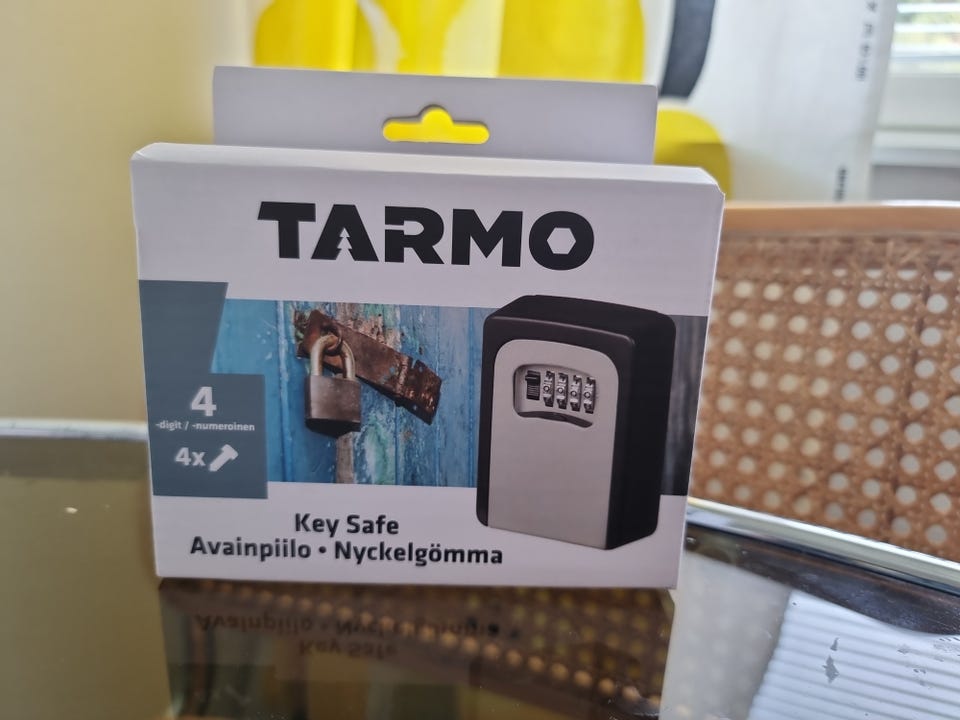 TARMO
4
-digit / -numeroinen
4x
Key Safe
Avainpiilo • Nyckelgömma